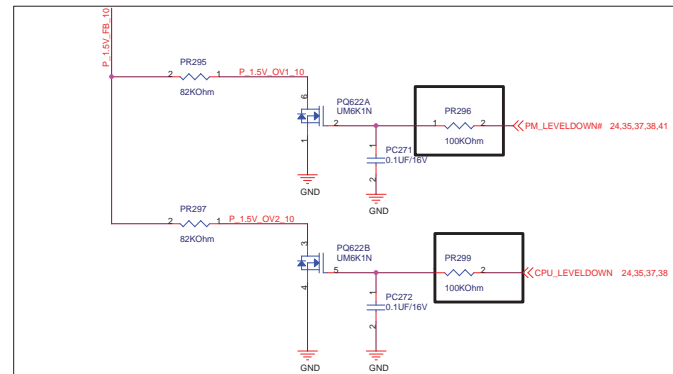 P_1.5V_FB_10
PR295
P_1.5V_OV1_10
2
1
82KOhm
6
PQ622A
UM6K1N
2
1
PR296
1
2
100KOhm
PM_LEVELDOWN# 24,35,37,38,41
1
PC271
0.1UF/16V
2
GND
GND
PR297
P_1.5V_OV2_10
2
1
82KOhm
3
PQ622B
UM6K1N
5
4
PR299
2
100KOhm
CPU_LEVELDOWN 24,35,37,38
1
PC272
0.1UF/16V
2
GND
GND